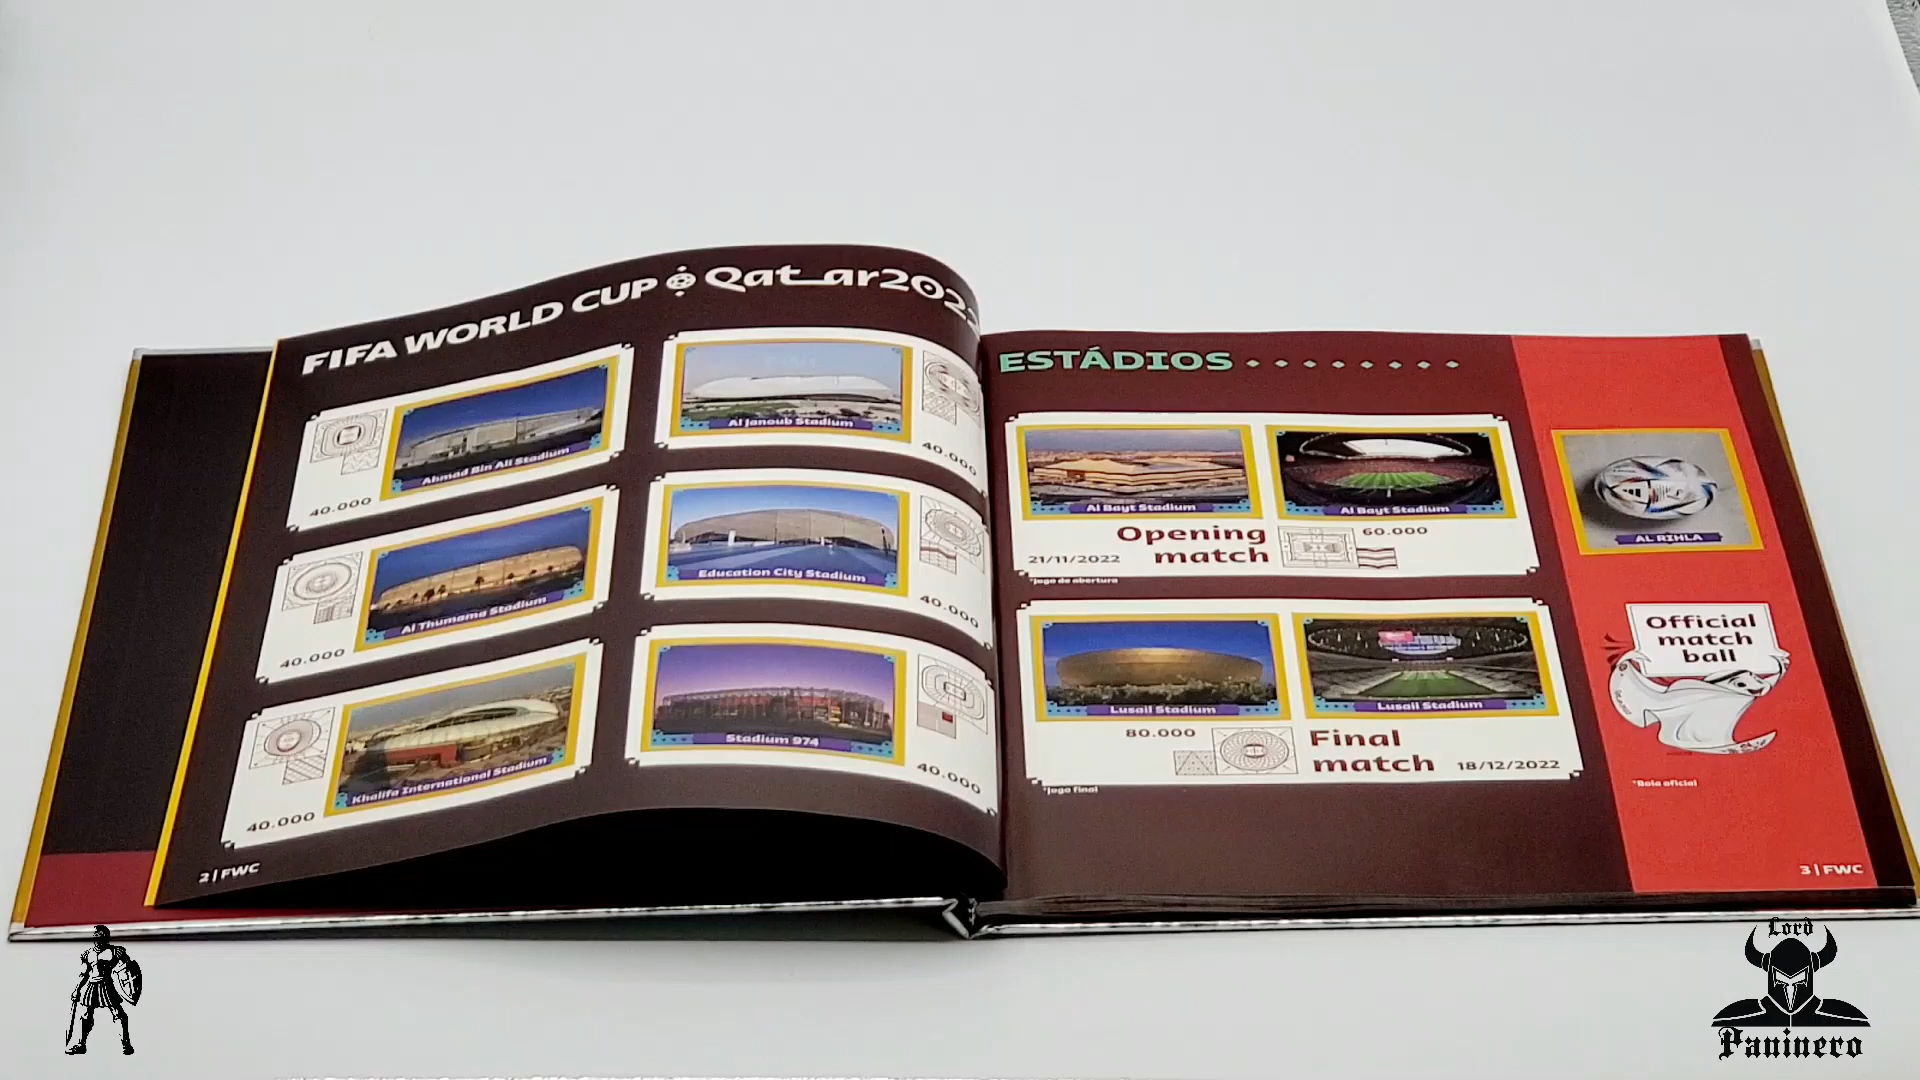 FIFA WORLD CUP Qatar2022
Ahmad Bin Ali Stadium
40.000
Al Janoub Stadium
40.000
Al Thumama Stadium
40.000
Education City Stadium
40.000
Khalifa International Stadium
40.000
Stadium 974
40.000
2 | FWC
ESTÁDIOS
Al Bayt Stadium
Al Bayt Stadium
21/11/2022
Opening
match
60.000
*Jogo de abertura
Lusail Stadium
Lusail Stadium
80.000
Final
match
18/12/2022
*Jogo final
AL RIHLA
Official
match
ball
*Bola oficial
3 | FWC
Lord
Paninero